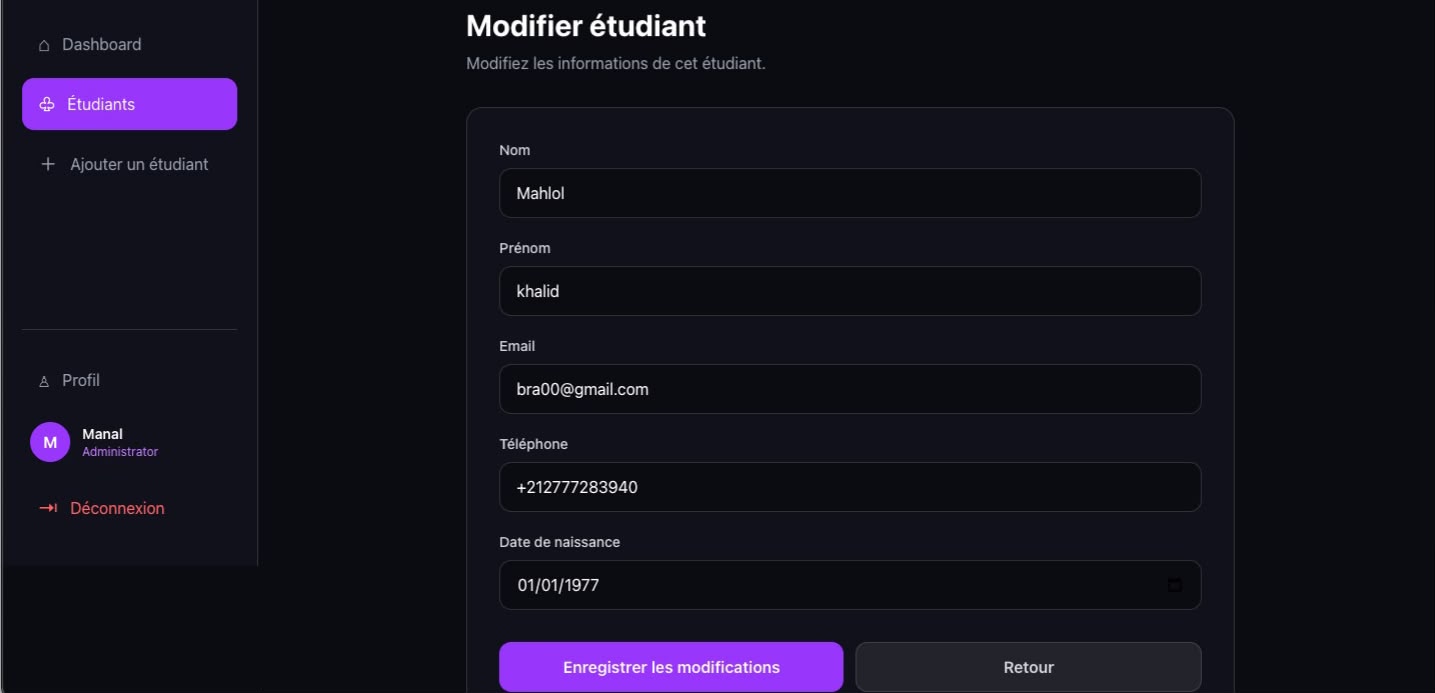 Dashboard
Étudiants
Ajouter un étudiant
Profil
M
Manal
Administrator
Déconnexion
Modifier étudiant
Modifiez les informations de cet étudiant.
Nom
Mahlol
Prénom
khalid
Email
bra00@gmail.com
Téléphone
+212777283940
Date de naissance
01/01/1977
Enregistrer les modifications
Retour